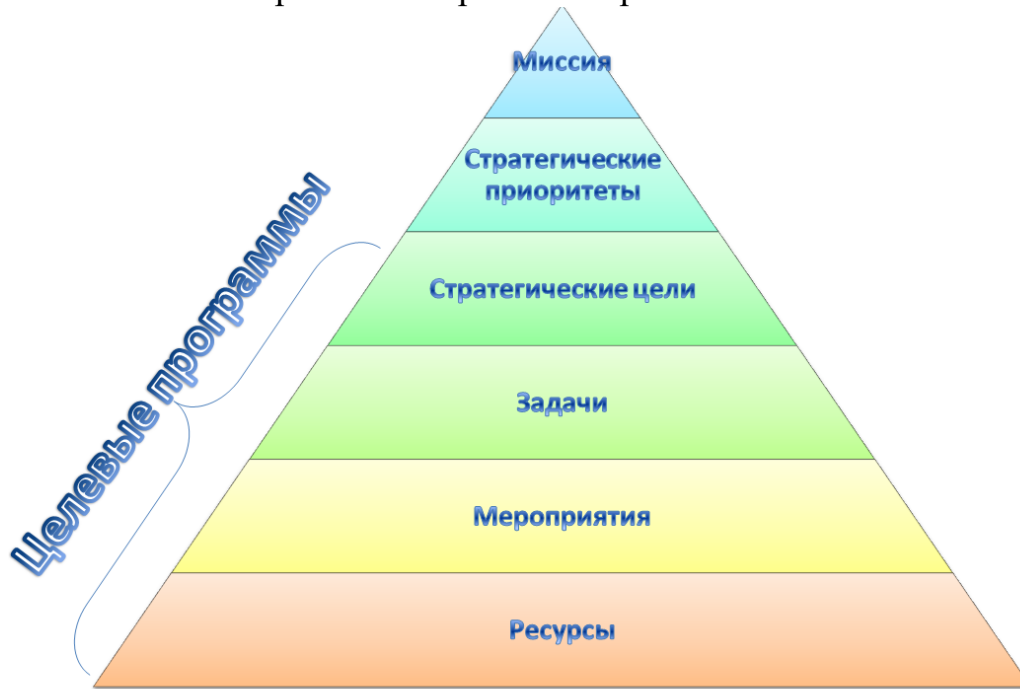 Миссия
Стратегические
приоритеты
Стратегические цели
Задачи
Мероприятия
Ресурсы
Целевые программы